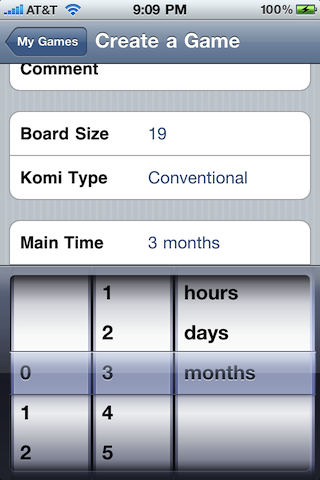 AT&T 9:09 PM 100%
My Games Create a Game
Comment
Board Size 19
Komi Type Conventional
Main Time 3 months
1 hours
2 days
0 3 months
1 4
2 5